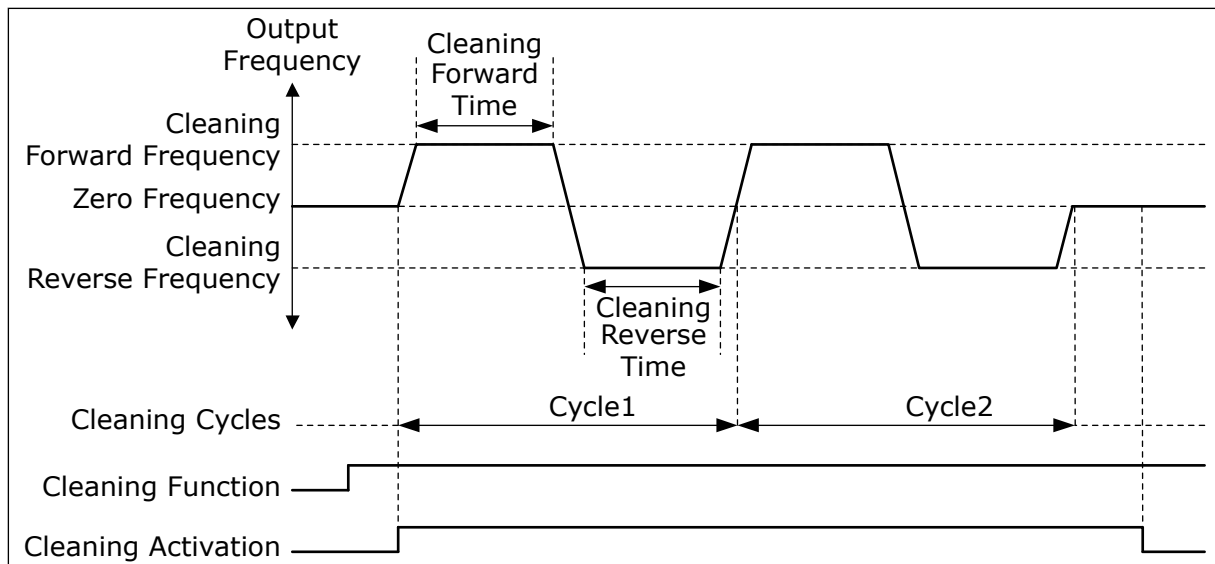 Output
Frequency
Cleaning
Forward
Time
Cleaning
Forward Frequency
Zero Frequency
Cleaning
Reverse Frequency
Cleaning
Reverse
Time
Cleaning Cycles
Cycle1
Cycle2
Cleaning Function
Cleaning Activation